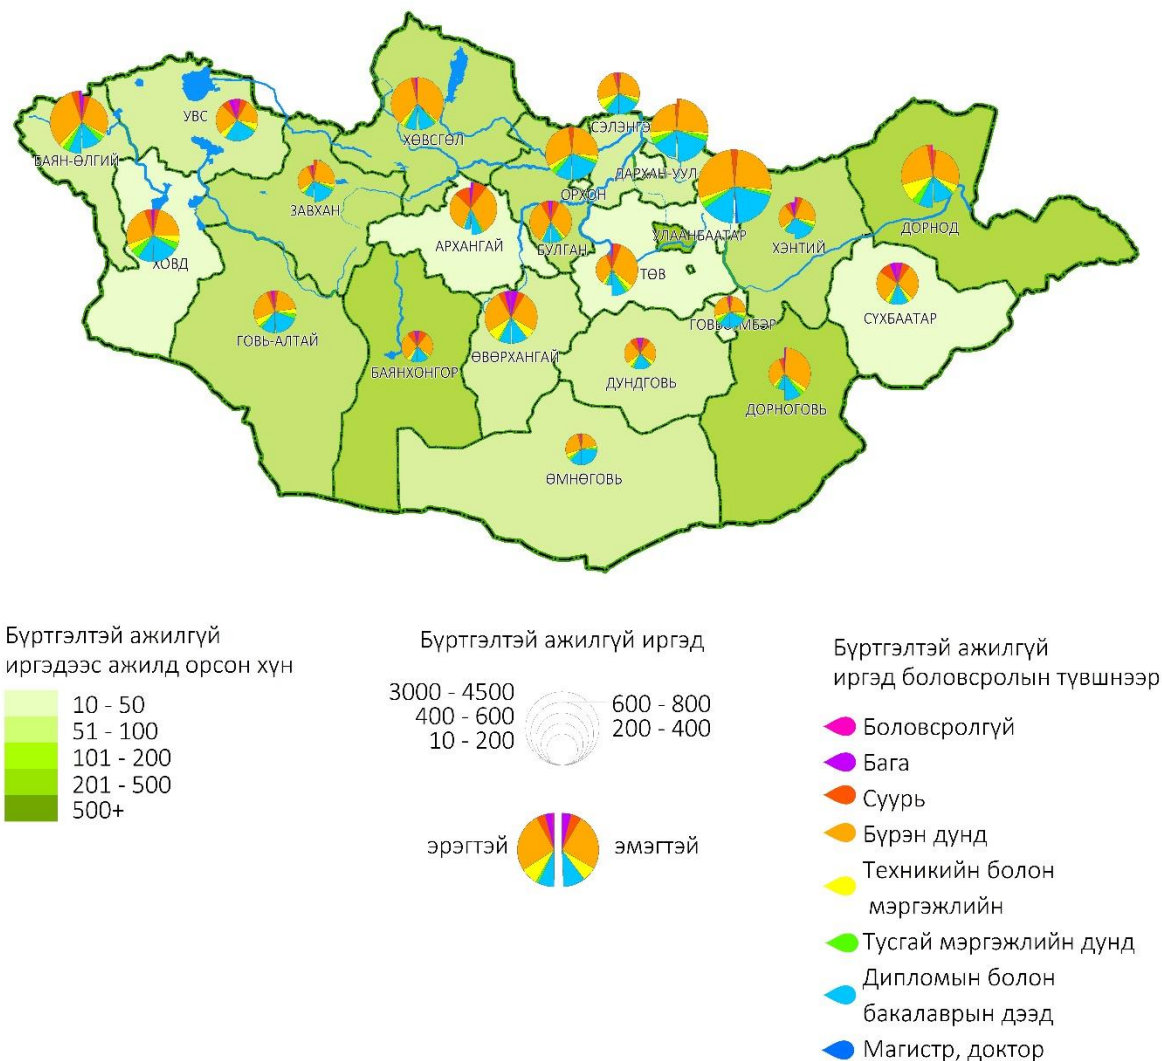 УВС
БАЯН-ӨЛГИЙ
ХӨВСГӨЛ
СЭЛЭНГЭ
ДАРХАН-УУЛ
ЗАВХАН
ОРХОН
АРХАНГАЙ
БУЛГАН
УЛААНБААТАР
ХЭНТИЙ
ДОРНОД
ХОВД
ТӨВ
СҮХБААТАР
ГОВЬ-АЛТАЙ
БАЯНХОНГОР
ӨВӨРХАНГАЙ
ДУНДГОВЬ
ДОРНОГОВЬ
ӨМНӨГОВЬ
Бүртгэлтэй ажилгүй
иргэдээс ажилд орсон хүн
10 - 50
51 - 100
101 - 200
201 - 500
500+
Бүртгэлтэй ажилгүй иргэд
3000 - 4500
400 - 600
10 - 200
600 - 800
200 - 400
эрэгтэй
эмэгтэй
Бүртгэлтэй ажилгүй
иргэд боловсролын түвшнээр
Боловсролгүй
Бага
Суурь
Бүрэн дунд
Техникийн болон
мэргэжлийн
Тусгай мэргэжлийн дунд
Дипломын болон
бакалаврын дээд
Магистр, доктор